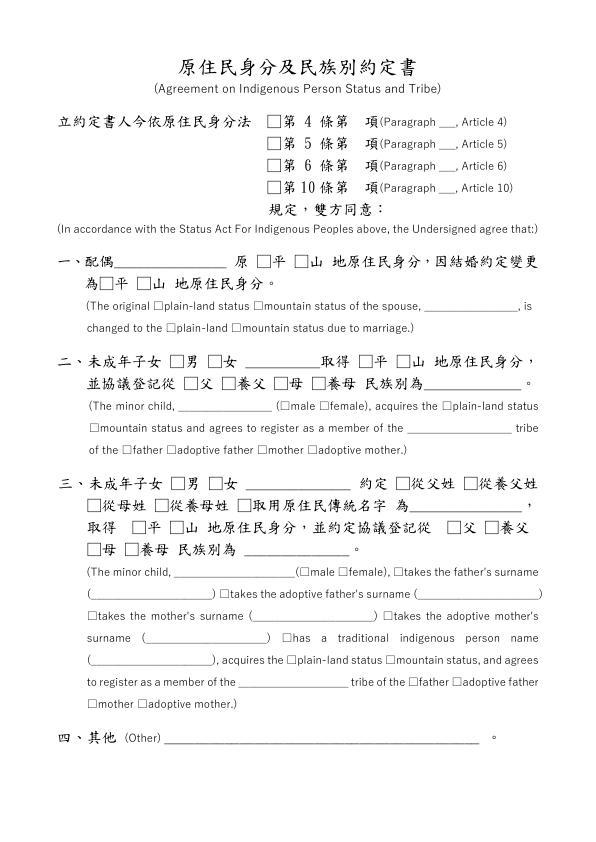 原住民身分及民族別約定書
(Agreement on Indigenous Person Status and Tribe)
立約定書人今依原住民身分法 □第 4 條第 項(Paragraph ___, Article 4)
□第 5 條第 項(Paragraph ___, Article 5)
□第 6 條第 項(Paragraph ___, Article 6)
□第 10 條第 項(Paragraph ___, Article 10)
規定，雙方同意：
(In accordance with the Status Act For Indigenous Peoples above, the Undersigned agree that:)
一、配偶________________ 原 □平 □山 地原住民身分，因結婚約定變更
為□平 □山 地原住民身分。
(The original □plain-land status □mountain status of the spouse, ________________, is
changed to the □plain-land □mountain status due to marriage.)
二、未成年子女 □男 □女 ___________取得 □平 □山 地原住民身分，
並協議登記從 □父 □養父 □母 □養母 民族別為______________。
(The minor child, ________________ (□male □female), acquires the □plain-land status
□mountain status and agrees to register as a member of the __________________ tribe
of the □father □adoptive father □mother □adoptive mother.)
三、未成年子女 □男 □女 _______________ 約定 □從父姓 □從養父姓
□從母姓 □從養母姓 □取用原住民傳統名字 為________________，
取得 □平 □山 地原住民身分，並約定協議登記從 □父 □養父
□母 □養母 民族別為 _______________。
(The minor child, _____________________(□male □female), □takes the father's surname
(_____________________) □takes the adoptive father's surname (_____________________)
□takes the mother's surname (_____________________) □takes the adoptive mother's
surname (_____________________) □has a traditional indigenous person name
(_____________________), acquires the □plain-land status □mountain status, and agrees
to register as a member of the ___________________ tribe of the □father □adoptive father
□mother □adoptive mother.)
四、其他 (Other) ______________________________________________________ 。